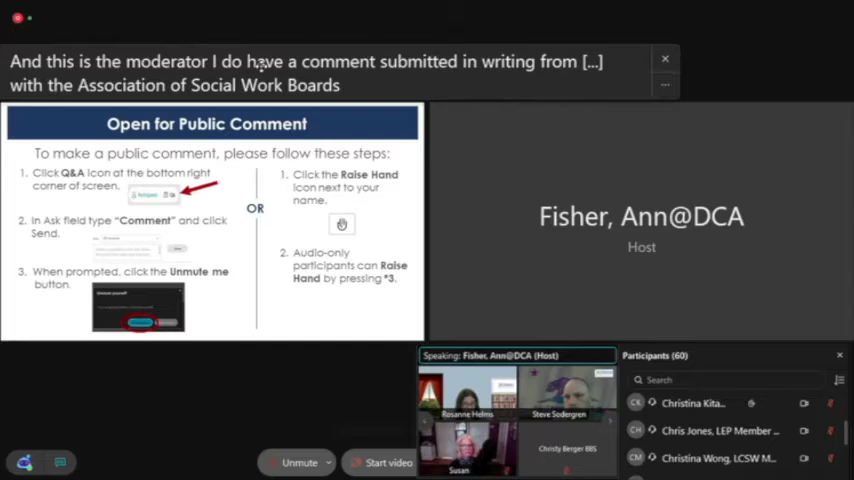 And this is the moderator I do have a comment submitted in writing from [...]
with the Association of Social Work Boards
Open for Public Comment
To make a public comment, please follow these steps:
1. Click Q&A icon at the bottom right
corner of screen.
2. In Ask field type "Comment" and click
Send.
3. When prompted, click the Unmute me
button.
OR
1. Click the Raise Hand
icon next to your
name.
2. Audio-only
participants can Raise
Hand by pressing *3.
Fisher, Ann@DCA
Host
Speaking: Fisher, Ann@DCA (Host)
Rosanne Helms
Steve Sodergren
Susan
Christy Berger BBS
Participants (60)
Search
CK Christina Kita...
CH Chris Jones, LEP Member ...
CM Christina Wong, LCSW M...
Unmute
Start video